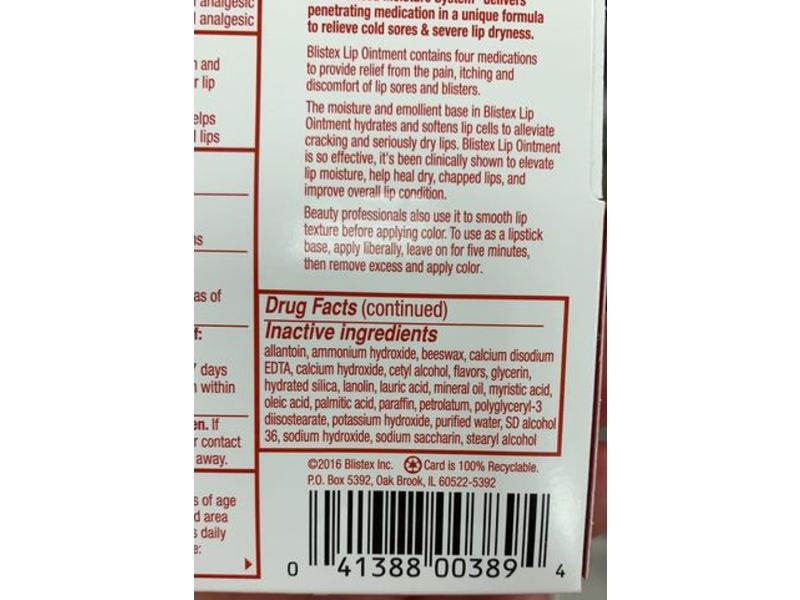 analgesic
analgesic
and
lip
lips
as of
days
within
If
contact
away.
s of age
area
daily
delivers
penetrating medication in a unique formula
to relieve cold sores & severe lip dryness.
Blistex Lip Ointment contains four medications
to provide relief from the pain, itching and
discomfort of lip sores and blisters.
The moisture and emollient base in Blistex Lip
Ointment hydrates and softens lip cells to alleviate
cracking and seriously dry lips. Blistex Lip Ointment
is so effective, it's been clinically shown to elevate
lip moisture, help heal dry, chapped lips, and
improve overall lip condition.
Beauty professionals also use it to smooth lip
texture before applying color. To use as a lipstick
base, apply liberally, leave on for five minutes,
then remove excess and apply color.
Drug Facts (continued)
Inactive ingredients
allantoin, ammonium hydroxide, beeswax, calcium disodium
EDTA, calcium hydroxide, cetyl alcohol, flavors, glycerin,
hydrated silica, lanolin, lauric acid, mineral oil, myristic acid,
oleic acid, palmitic acid, paraffin, petrolatum, polyglyceryl-3
diisostearate, potassium hydroxide, purified water, SD alcohol
36, sodium hydroxide, sodium saccharin, stearyl alcohol
©2016 Blistex Inc. Card is 100% Recyclable.
P.O. Box 5392, Oak Brook, IL 60522-5392
0 41388 00389 4